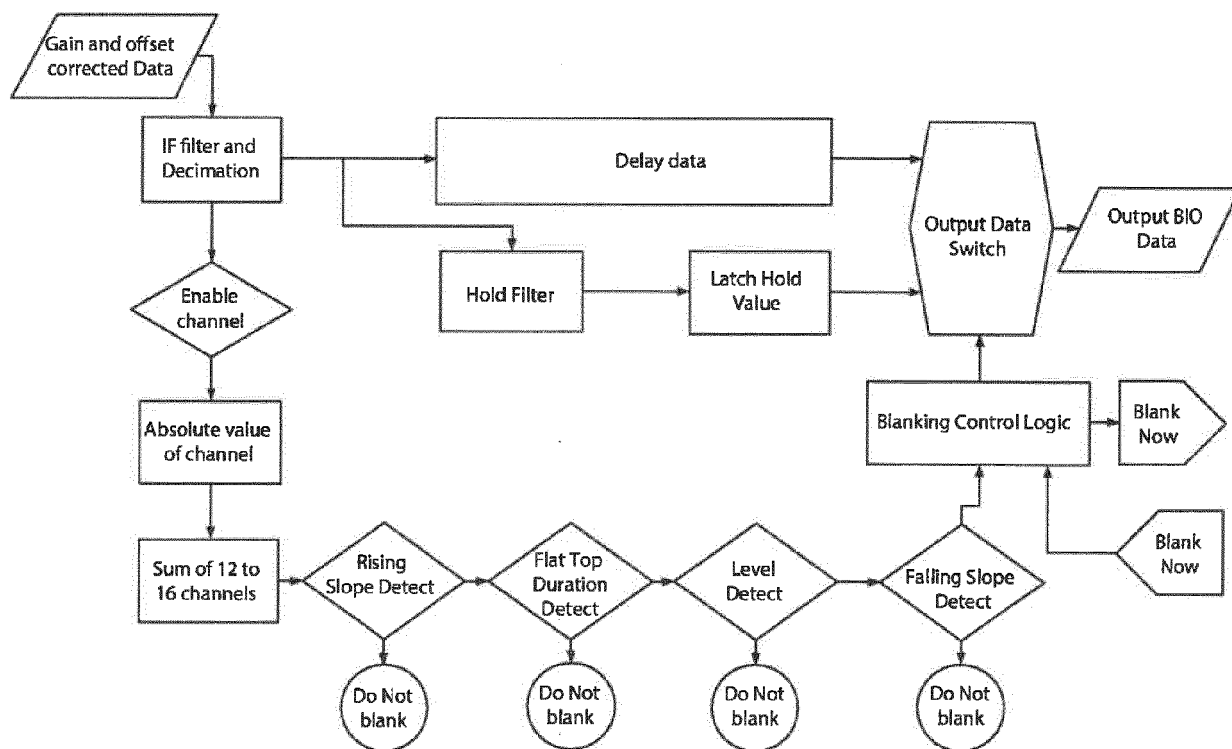 Gain and offset
corrected Data
IF filter and
Decimation
Delay data
Output Data
Switch
Output BIO
Data
Hold Filter
Latch Hold
Value
Enable
channel
Absolute value
of channel
Blanking Control Logic
Blank
Now
Sum of 12 to
16 channels
Rising
Slope Detect
Flat Top
Duration
Detect
Level
Detect
Falling Slope
Detect
Blank
Now
Do Not
blank
Do Not
blank
Do Not
blank
Do Not
blank